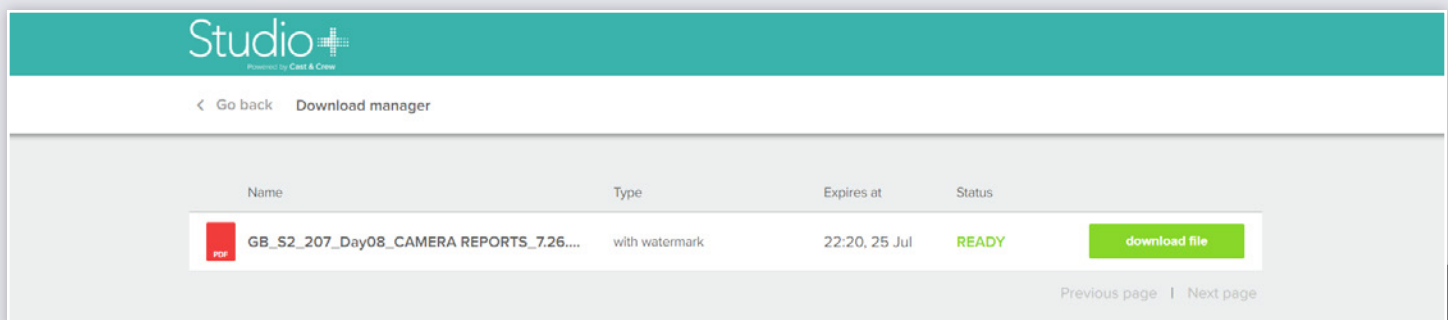 Studio+
Powered by Cast & Crew
< Go back Download manager
Name Type Expires at Status
PDF GB_S2_207_Day08_CAMERA REPORTS_7.26.... with watermark 22:20, 25 Jul READY download file
Previous page | Next page